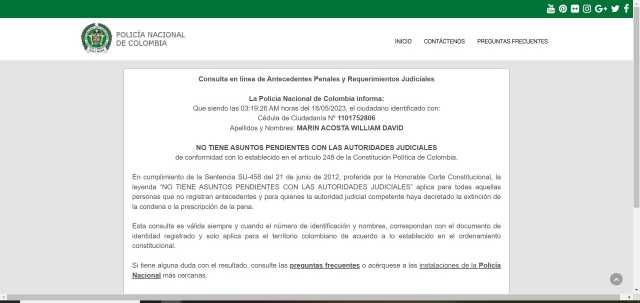 POLICÍA NACIONAL
DE COLOMBIA
INICIO CONTÁCTENOS PREGUNTAS FRECUENTES
Consulta en línea de Antecedentes Penales y Requerimientos Judiciales
La Policía Nacional de Colombia informa:
Que siendo las 03:19:26 AM horas del 18/05/2023, el ciudadano identificado con:
Cédula de Ciudadanía Nº 1101752806
Apellidos y Nombres: MARIN ACOSTA WILLIAM DAVID
NO TIENE ASUNTOS PENDIENTES CON LAS AUTORIDADES JUDICIALES
de conformidad con lo establecido en el artículo 248 de la Constitución Política de Colombia.
En cumplimiento de la Sentencia SU-458 del 21 de junio de 2012, proferida por la Honorable Corte Constitucional, la
leyenda “NO TIENE ASUNTOS PENDIENTES CON LAS AUTORIDADES JUDICIALES” aplica para todas aquellas
personas que no registran antecedentes y para quienes la autoridad judicial competente haya decretado la extinción de
la condena o la prescripción de la pena.
Esta consulta es válida siempre y cuando el número de identificación y nombres, correspondan con el documento de
identidad registrado y solo aplica para el territorio colombiano de acuerdo a lo establecido en el ordenamiento
constitucional.
Si tiene alguna duda con el resultado, consulte las preguntas frecuentes o acérquese a las instalaciones de la Policía
Nacional más cercanas.